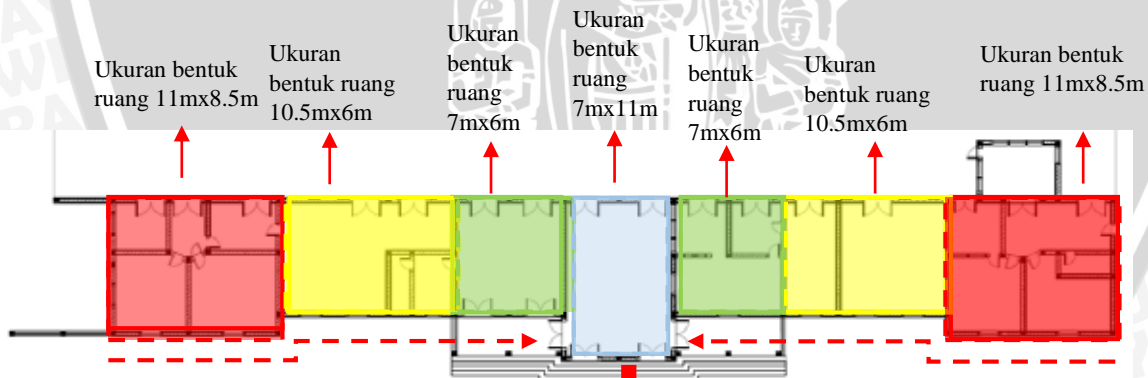 Ukuran bentuk
ruang 11mx8.5m
Ukuran
bentuk ruang
10.5mx6m
Ukuran
bentuk
ruang
7mx6m
Ukuran
bentuk
ruang
7mx11m
Ukuran
bentuk
ruang
7mx6m
Ukuran
bentuk ruang
10.5mx6m
Ukuran bentuk
ruang 11mx8.5m